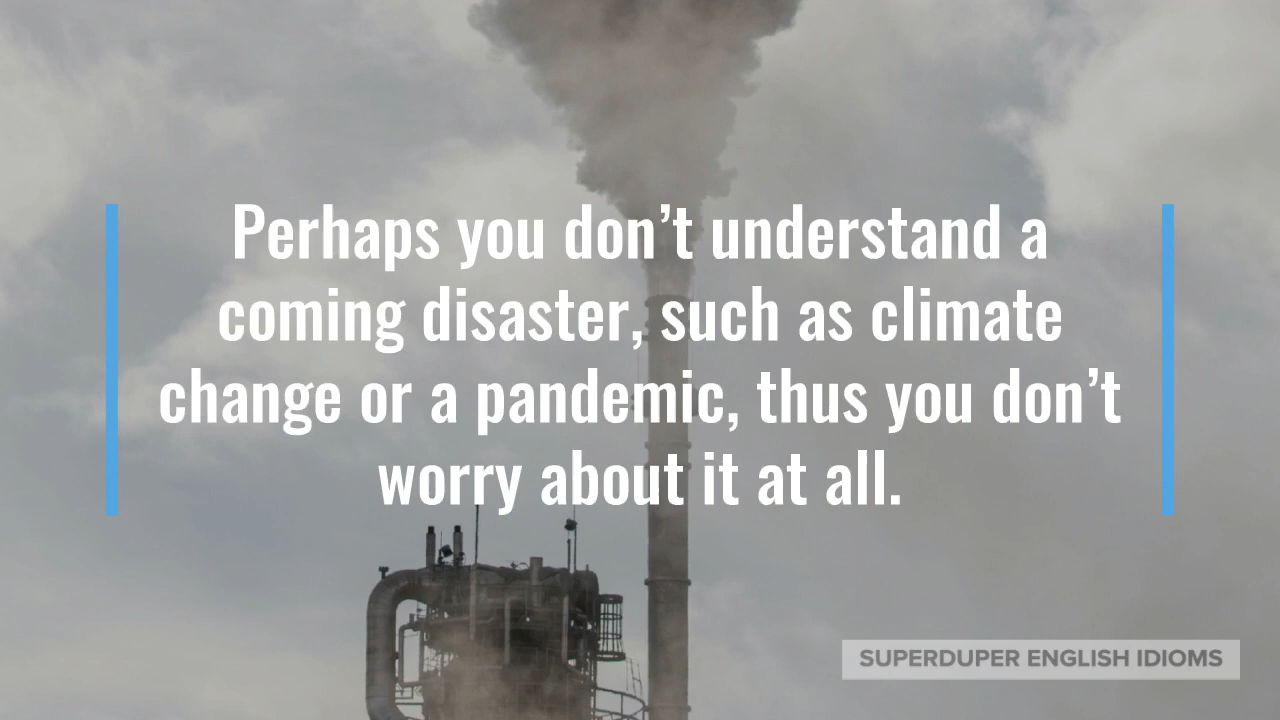 Perhaps you don’t understand a
coming disaster, such as climate
change or a pandemic, thus you don’t
worry about it at all.
SUPERDUPER ENGLISH IDIOMS